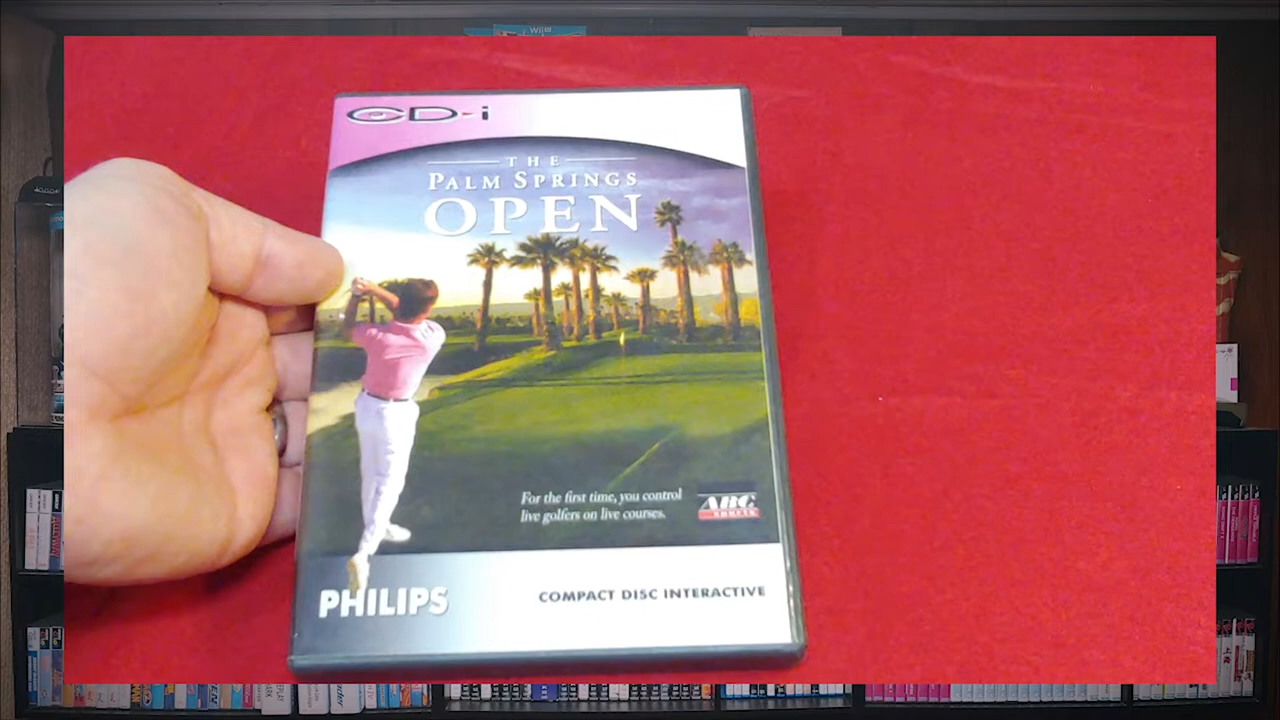 WiiU
CD-i
THE
PALM SPRINGS
OPEN
For the first time, you control
live golfers on live courses.
ABC
SPORTS
PHILIPS
COMPACT DISC INTERACTIVE